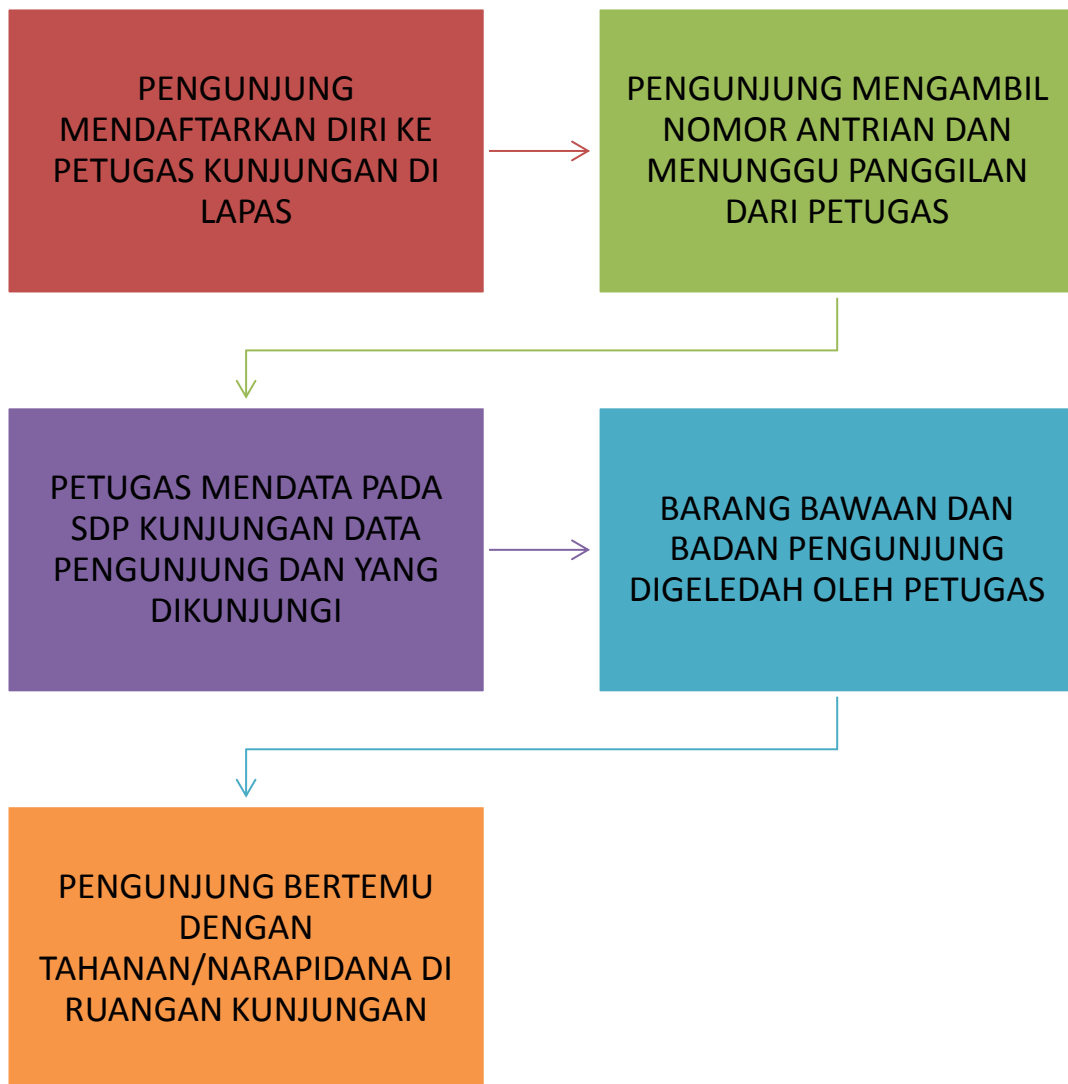 PENGUNJUNG
MENDAFTARKAN DIRI KE
PETUGAS KUNJUNGAN DI
LAPAS
PENGUNJUNG MENGAMBIL
NOMOR ANTRIAN DAN
MENUNGGU PANGGILAN
DARI PETUGAS
PETUGAS MENDATA PADA
SDP KUNJUNGAN DATA
PENGUNJUNG DAN YANG
DIKUNJUNGI
BARANG BAWAAN DAN
BADAN PENGUNJUNG
DIGELEDAH OLEH PETUGAS
PENGUNJUNG BERTEMU
DENGAN
TAHANAN/NARAPIDANA DI
RUANGAN KUNJUNGAN